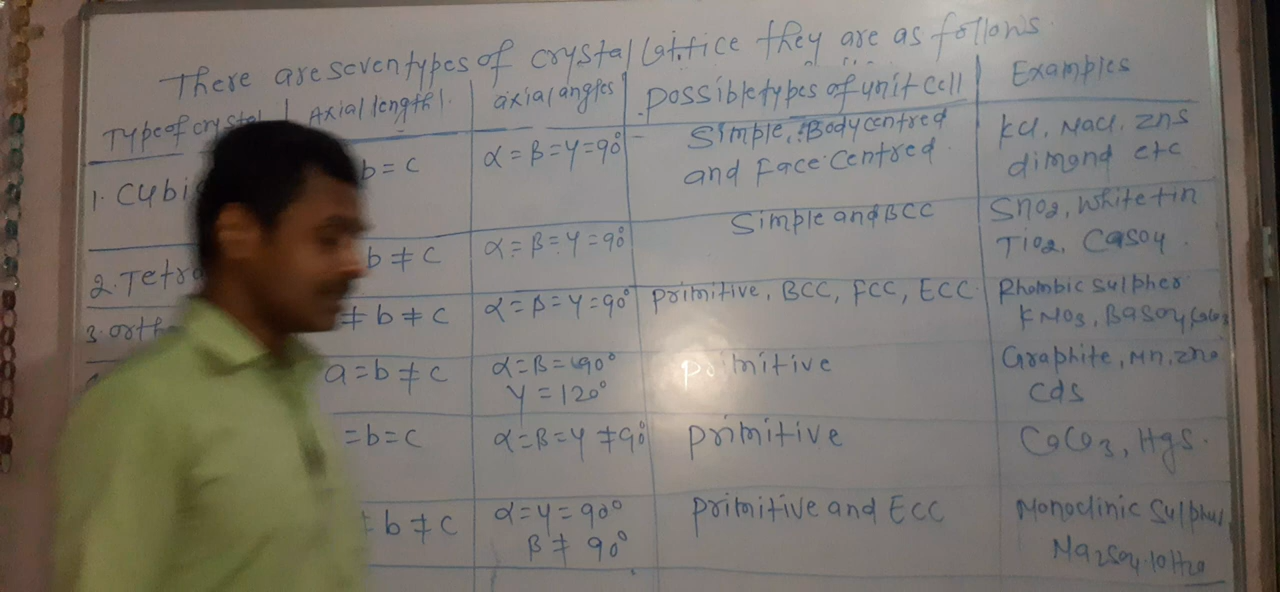 There are seven types of crystal lattice they are as follows.
Type of crystal Axial length axial angles possible types of unit cell Examples
1. Cubi b = c α = β = γ = 90° Simple, Body centred KCl, NaCl, ZnS
and Face Centred. dimond etc
2. Tetra b ≠ c α = β = γ = 90° Simple and BCC SnO2, White tin
TiO2, CaSO4.
3. Orth ≠ b ≠ c α = β = γ = 90° primitive, BCC, FCC, ECC Rhombic Sulpher
KNO3, BaSO4,
a = b ≠ c α = β = 90° primitive Graphite, Mn, ZnO
γ = 120° CdS
= b = c α = β = γ ≠ 90° primitive CaCO3, HgS.
≠ b ≠ c α = γ = 90° primitive and ECC Monoclinic Sulphur
β ≠ 90° Na2SO4.10H2O